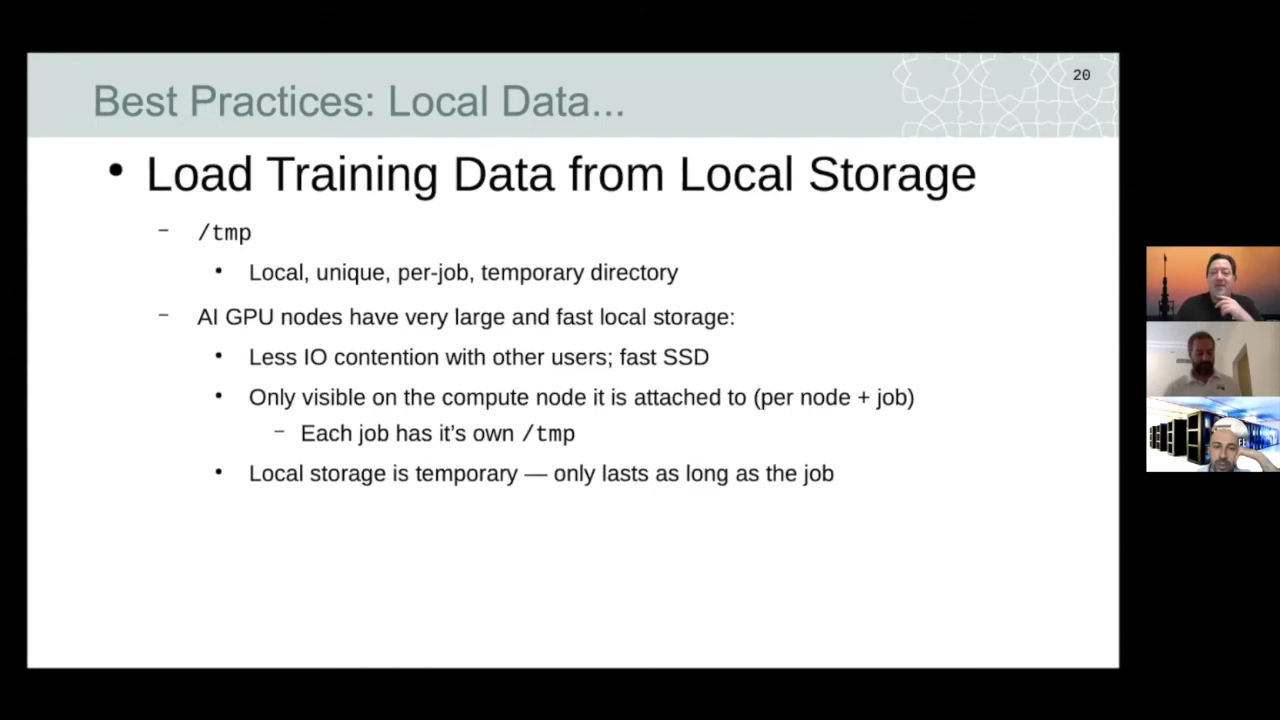 20
Best Practices: Local Data...
• Load Training Data from Local Storage
– /tmp
• Local, unique, per-job, temporary directory
– AI GPU nodes have very large and fast local storage:
• Less IO contention with other users; fast SSD
• Only visible on the compute node it is attached to (per node + job)
– Each job has it’s own /tmp
• Local storage is temporary — only lasts as long as the job